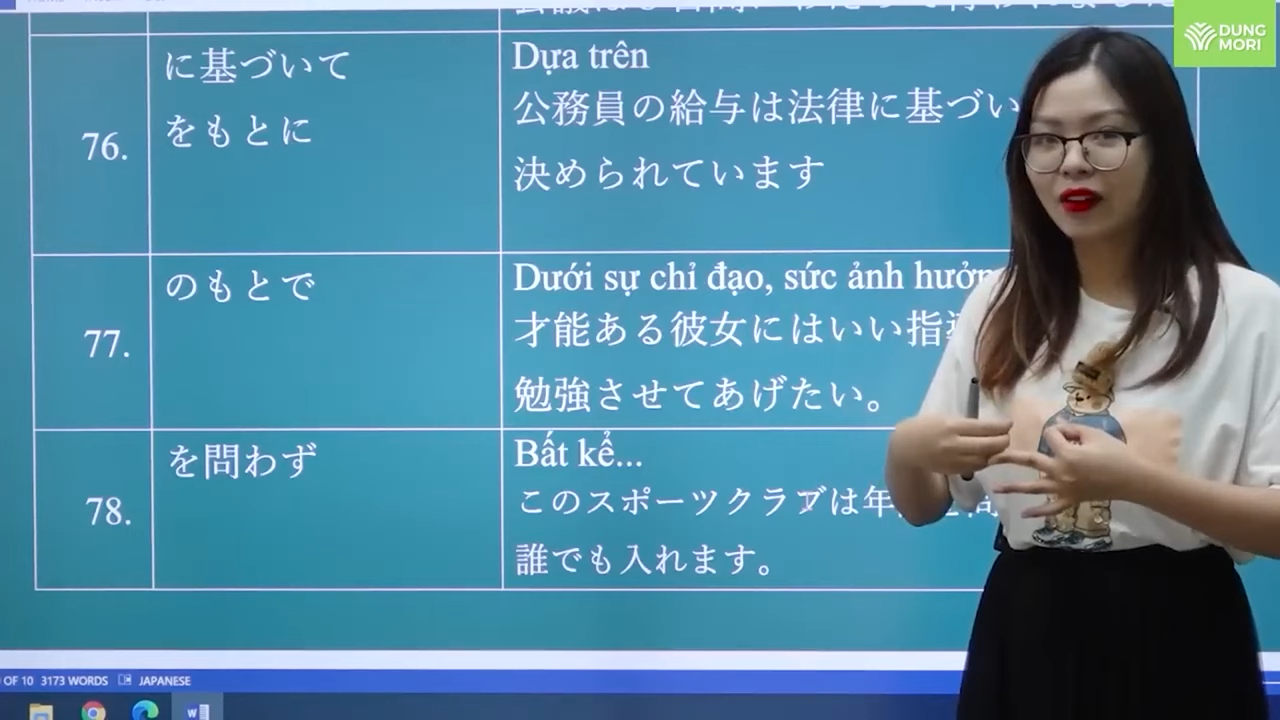 76.
に基づいて
をもとに
Dựa trên
公務員の給与は法律に基づい
決められています
77.
のもとで
Dưới sự chỉ đạo, sức ảnh hưởn
才能ある彼女にはいい指導
勉強させてあげたい。
78.
を問わず
Bất kể...
このスポーツクラブは年
誰でも入れます。
DUNG
MORI
OF 10 3173 WORDS JAPANESE